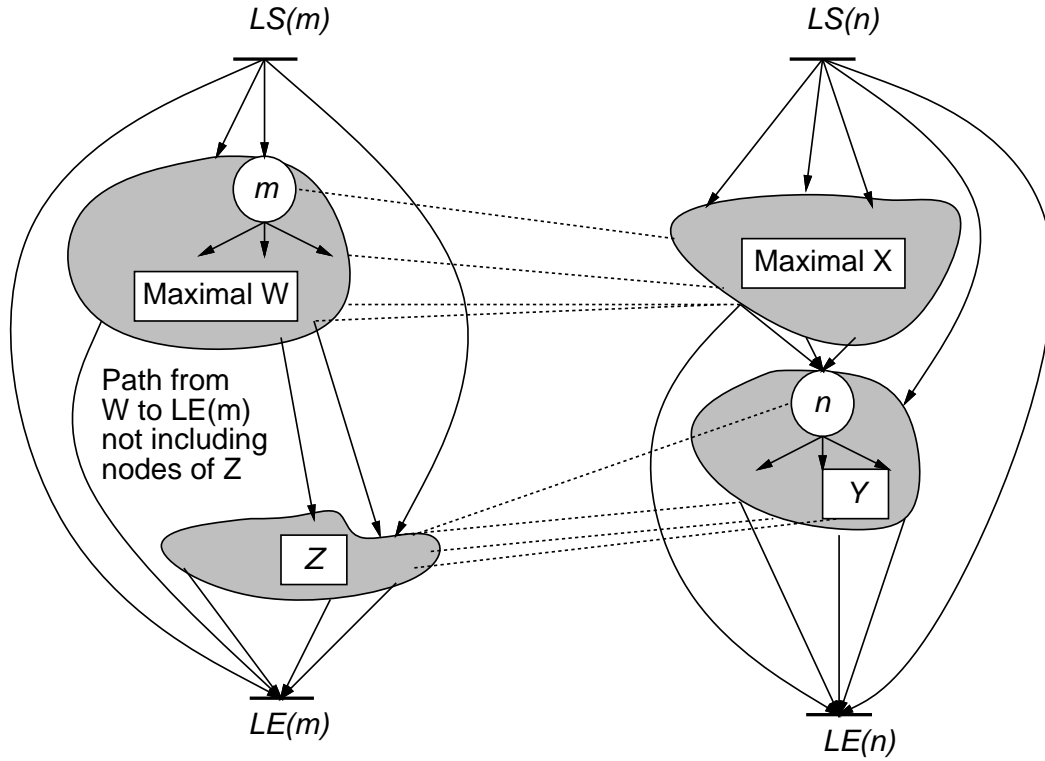 LS(m)
LS(n)
m
Maximal W
Maximal X
Path from
W to LE(m)
not including
nodes of Z
n
Y
Z
LE(m)
LE(n)